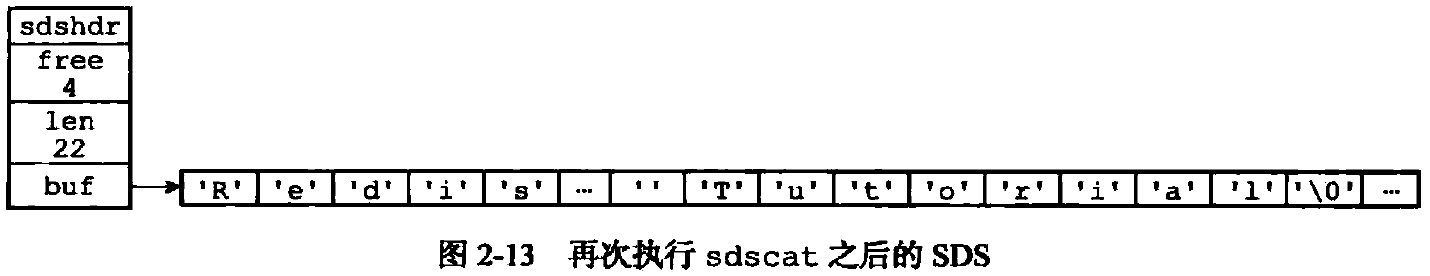 sdshdr
free
4
len
22
buf
'R' 'e' 'd' 'i' 's' … ' ' 'T' 'u' 't' 'o' 'r' 'i' 'a' 'l' '\0' …
图 2-13 再次执行 sdscat 之后的 SDS